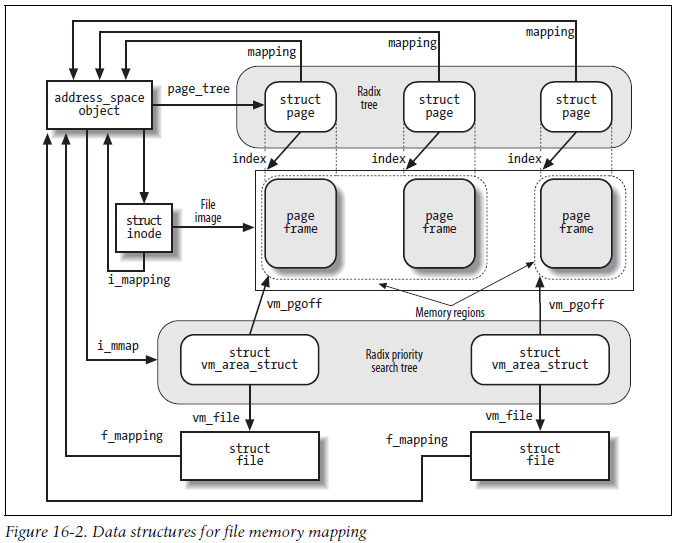 mapping
mapping
mapping
address_space
object
page_tree
struct
page
Radix
tree
struct
page
struct
page
index
index
index
struct
inode
File
image
page
frame
page
frame
page
frame
i_mapping
vm_pgoff
Memory regions
vm_pgoff
i_mmap
struct
vm_area_struct
Radix priority
search tree
struct
vm_area_struct
vm_file
vm_file
f_mapping
f_mapping
struct
file
struct
file
Figure 16-2. Data structures for file memory mapping